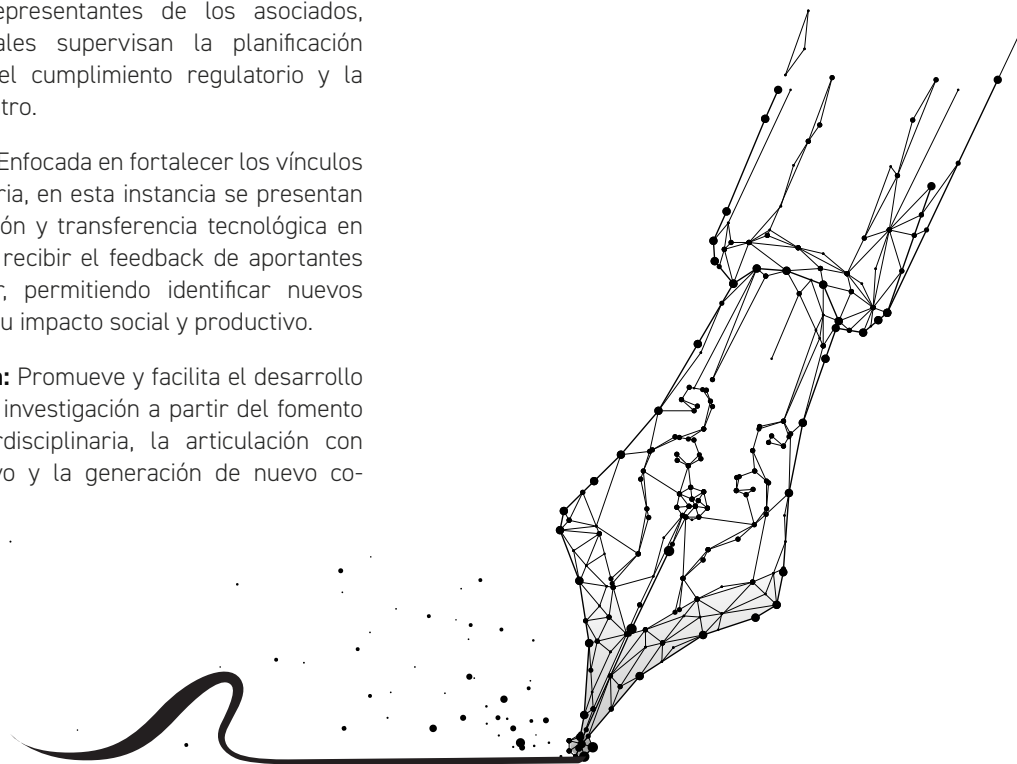 epresentantes de los asociados,
ales supervisan la planificación
el cumplimiento regulatorio y la
tro.
Enfocada en fortalecer los vínculos
ria, en esta instancia se presentan
ón y transferencia tecnológica en
recibir el feedback de aportantes
r, permitiendo identificar nuevos
u impacto social y productivo.
a: Promueve y facilita el desarrollo
investigación a partir del fomento
rdisciplinaria, la articulación con
vo y la generación de nuevo co-